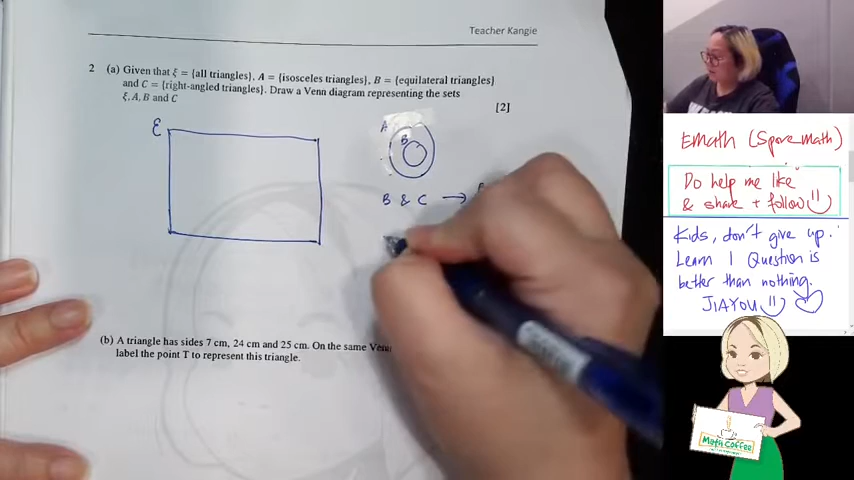 Teacher Kangie
2 (a) Given that ξ = {all triangles}, A = {isosceles triangles}, B = {equilateral triangles}
and C = {right-angled triangles}. Draw a Venn diagram representing the sets
ξ, A, B and C
[2]
ξ
A
B
B & C →
(b) A triangle has sides 7 cm, 24 cm and 25 cm. On the same
label the point T to represent this triangle.
EMath (Spore math)
Do help me like
& share + follow
Kids, don't give up.
Learn 1 Question is
better than nothing.
JIAYOU
Math Coffee